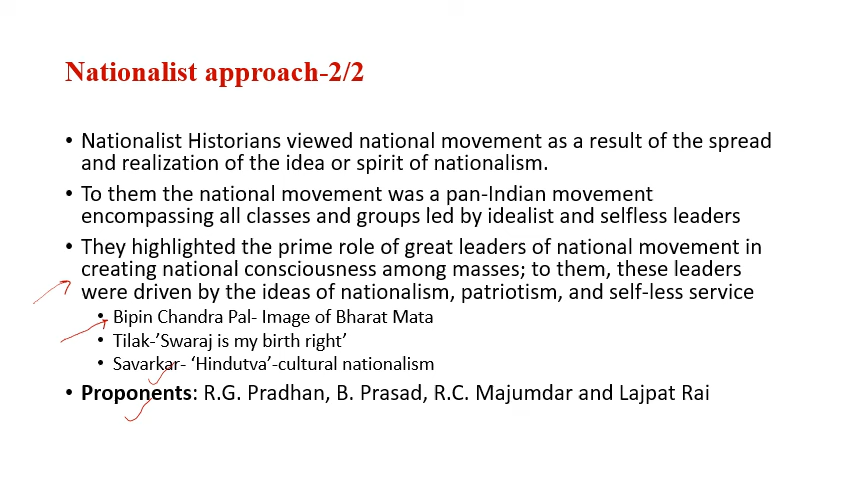 Nationalist approach-2/2
• Nationalist Historians viewed national movement as a result of the spread
and realization of the idea or spirit of nationalism.
• To them the national movement was a pan-Indian movement
encompassing all classes and groups led by idealist and selfless leaders
• They highlighted the prime role of great leaders of national movement in
creating national consciousness among masses; to them, these leaders
were driven by the ideas of nationalism, patriotism, and self-less service
• Bipin Chandra Pal- Image of Bharat Mata
• Tilak-’Swaraj is my birth right’
• Savarkar- ‘Hindutva’-cultural nationalism
• Proponents: R.G. Pradhan, B. Prasad, R.C. Majumdar and Lajpat Rai